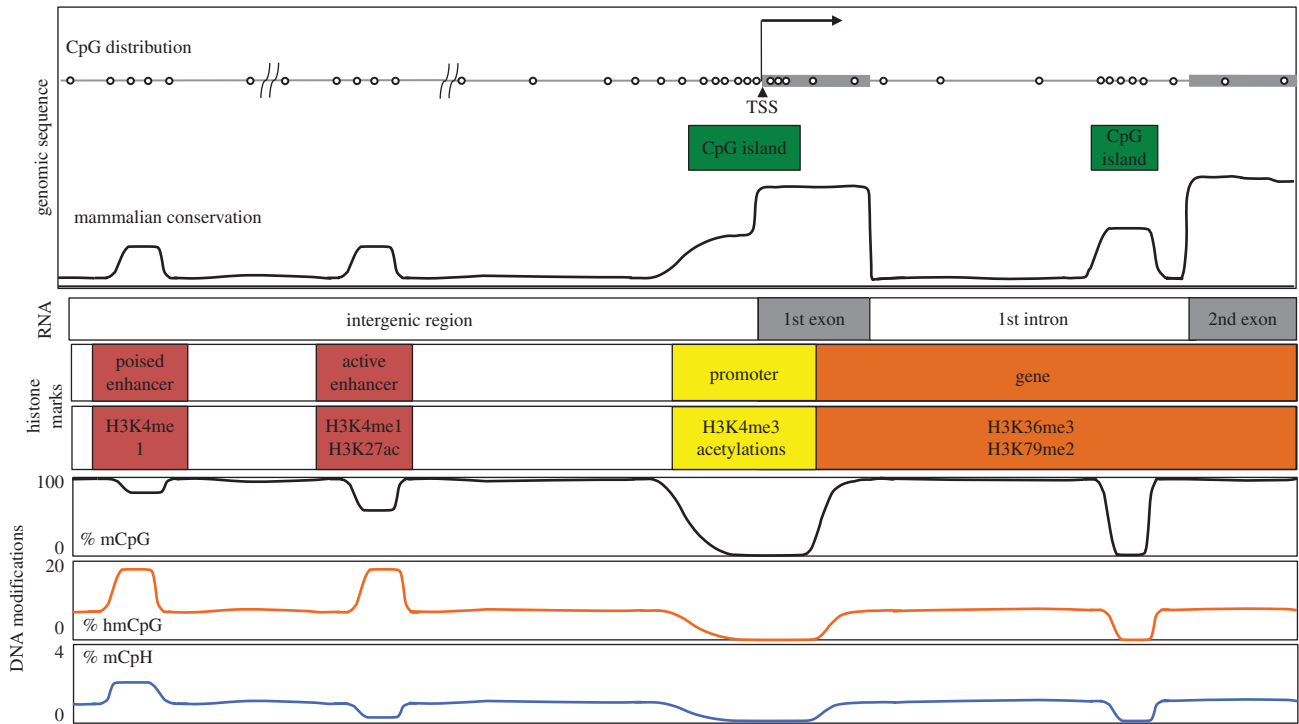 CpG distribution
TSS
CpG island
CpG
island
mammalian conservation
genomic sequence
RNA
intergenic region
1st exon
1st intron
2nd exon
histone
marks
poised
enhancer
active
enhancer
promoter
gene
H3K4me
1
H3K4me1
H3K27ac
H3K4me3
acetylations
H3K36me3
H3K79me2
DNA modifications
100
0
% mCpG
20
0
% hmCpG
4
0
% mCpH